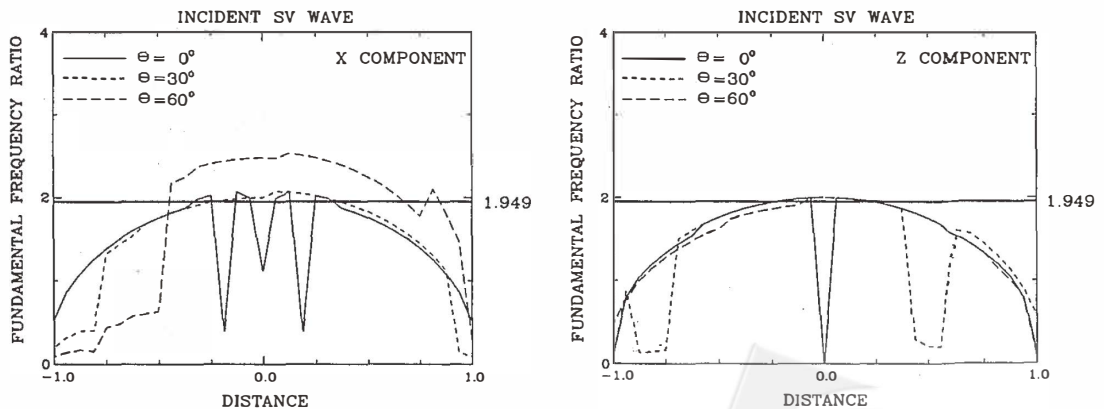 INCIDENT SV WAVE
FUNDAMENTAL FREQUENCY RATIO
4
2
0
Θ= 0°
Θ=30°
Θ=60°
X COMPONENT
1.949
-1.0
0.0
1.0
DISTANCE
INCIDENT SV WAVE
FUNDAMENTAL FREQUENCY RATIO
4
2
0
Θ= 0°
Θ=30°
Θ=60°
Z COMPONENT
1.949
-1.0
0.0
1.0
DISTANCE